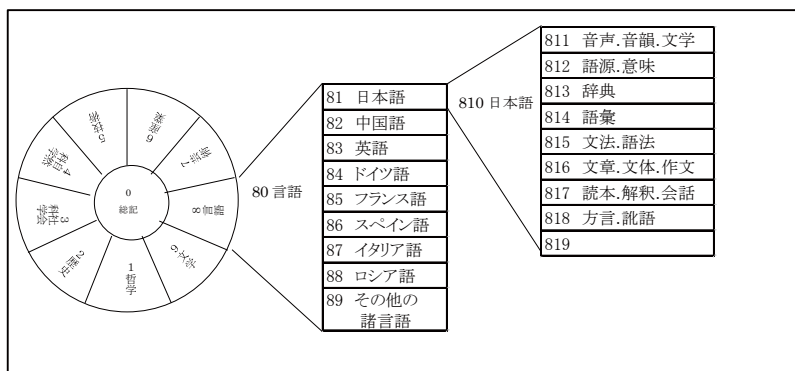 0
総記
1
哲学
2 歴史
3
社会
科学
4
自然
科学
5 技術
6
産業
7
芸術
8 言語
9 文学
80 言語
81 日本語
82 中国語
83 英語
84 ドイツ語
85 フランス語
86 スペイン語
87 イタリア語
88 ロシア語
89 その他の
諸言語
810 日本語
811 音声.音韻.文学
812 語源.意味
813 辞典
814 語彙
815 文法.語法
816 文章.文体.作文
817 読本.解釈.会話
818 方言.訛語
819